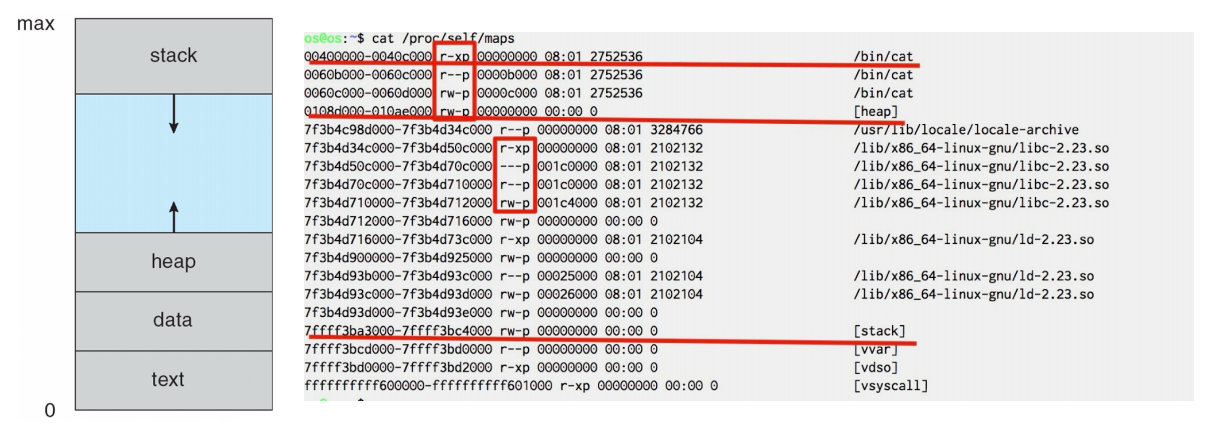 max
stack
heap
data
text
0
os@os:~$ cat /proc/self/maps
00400000-0040c000 r-xp 00000000 08:01 2752536 /bin/cat
0060b000-0060c000 r--p 0000b000 08:01 2752536 /bin/cat
0060c000-0060d000 rw-p 0000c000 08:01 2752536 /bin/cat
0108d000-010ae000 rw-p 00000000 00:00 0 [heap]
7f3b4c98d000-7f3b4d34c000 r--p 00000000 08:01 3284766 /usr/lib/locale/locale-archive
7f3b4d34c000-7f3b4d50c000 r-xp 00000000 08:01 2102132 /lib/x86_64-linux-gnu/libc-2.23.so
7f3b4d50c000-7f3b4d70c000 ---p 001c0000 08:01 2102132 /lib/x86_64-linux-gnu/libc-2.23.so
7f3b4d70c000-7f3b4d710000 r--p 001c0000 08:01 2102132 /lib/x86_64-linux-gnu/libc-2.23.so
7f3b4d710000-7f3b4d712000 rw-p 001c4000 08:01 2102132 /lib/x86_64-linux-gnu/libc-2.23.so
7f3b4d712000-7f3b4d716000 rw-p 00000000 00:00 0
7f3b4d716000-7f3b4d73c000 r-xp 00000000 08:01 2102104 /lib/x86_64-linux-gnu/ld-2.23.so
7f3b4d900000-7f3b4d925000 rw-p 00000000 00:00 0
7f3b4d93b000-7f3b4d93c000 r--p 00025000 08:01 2102104 /lib/x86_64-linux-gnu/ld-2.23.so
7f3b4d93c000-7f3b4d93d000 rw-p 00026000 08:01 2102104 /lib/x86_64-linux-gnu/ld-2.23.so
7f3b4d93d000-7f3b4d93e000 rw-p 00000000 00:00 0
7ffff3ba3000-7ffff3bc4000 rw-p 00000000 00:00 0 [stack]
7ffff3bcd000-7ffff3bd0000 r--p 00000000 00:00 0 [vvar]
7ffff3bd0000-7ffff3bd2000 r-xp 00000000 00:00 0 [vdso]
ffffffffff600000-ffffffffff601000 r-xp 00000000 00:00 0 [vsyscall]